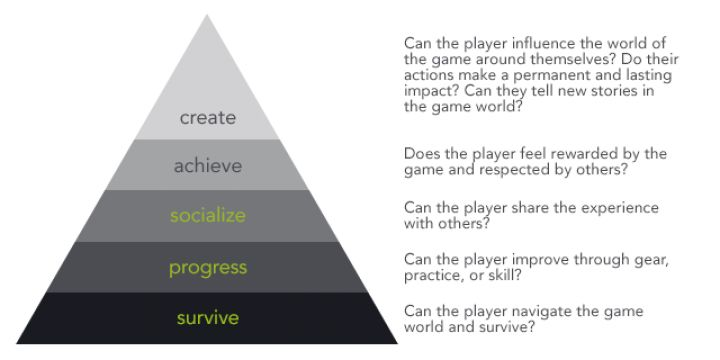 create
Can the player influence the world of
the game around themselves? Do their
actions make a permanent and lasting
impact? Can they tell new stories in
the game world?
achieve
Does the player feel rewarded by the
game and respected by others?
socialize
Can the player share the experience
with others?
progress
Can the player improve through gear,
practice, or skill?
survive
Can the player navigate the game
world and survive?